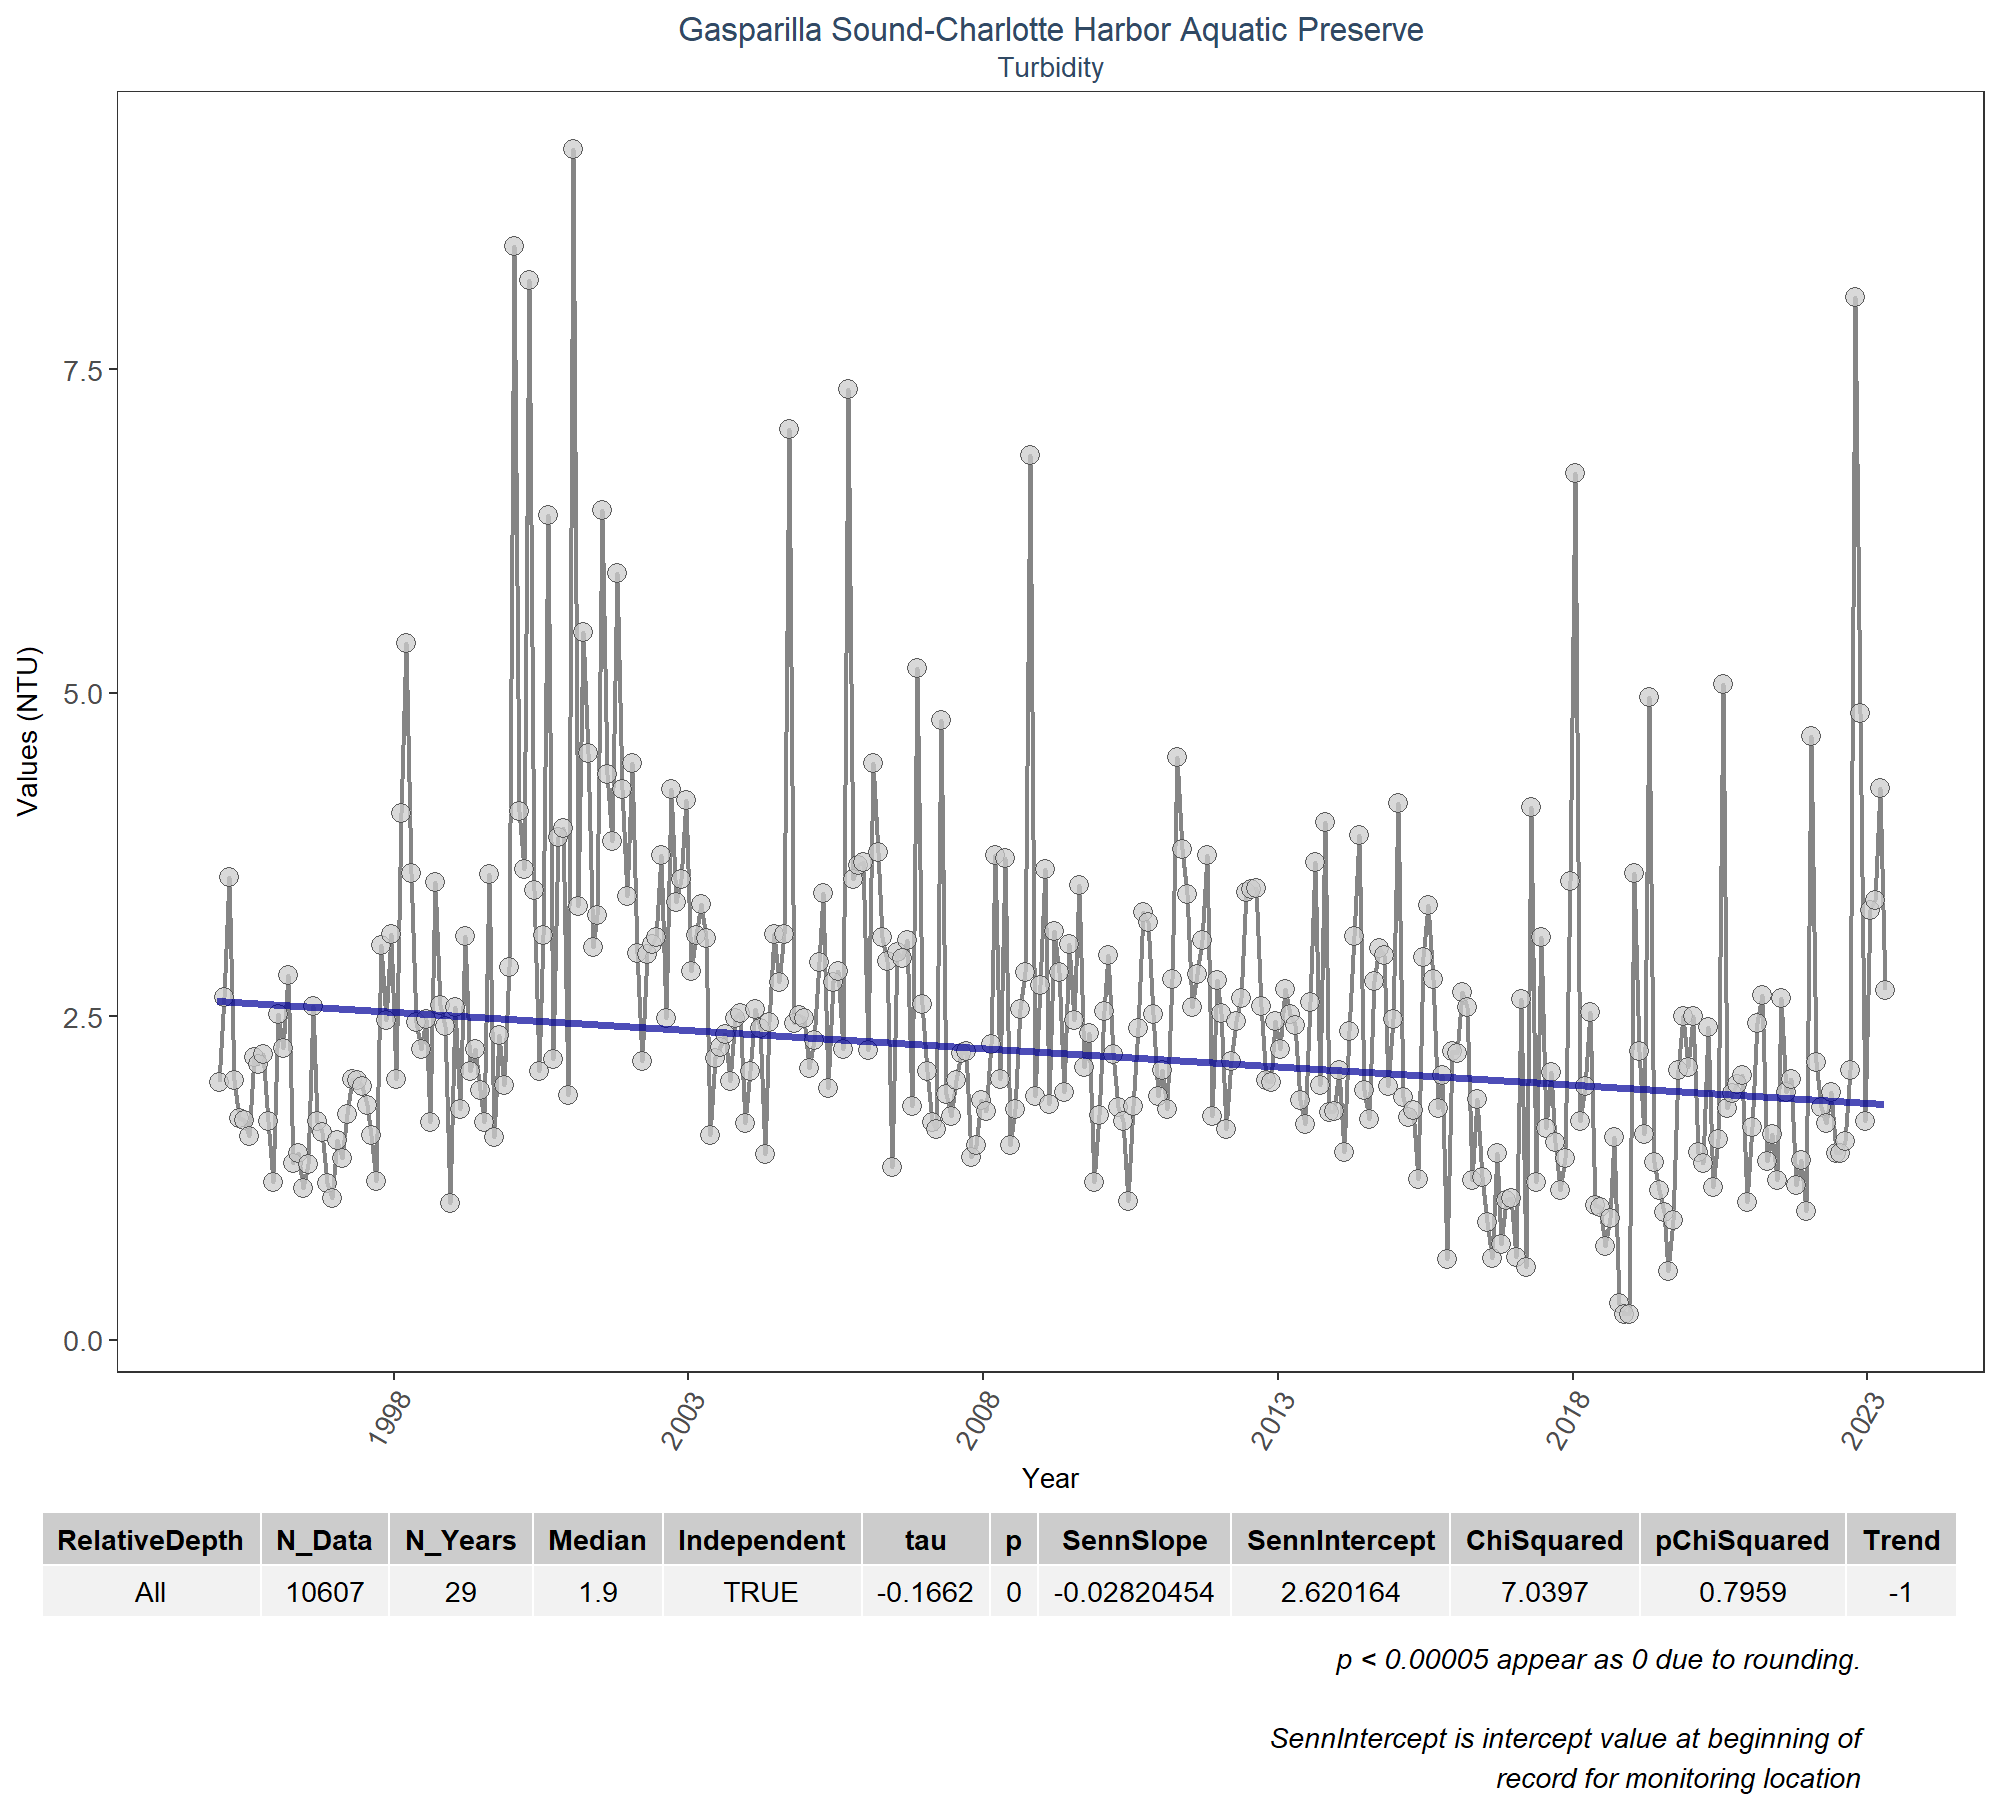 Gasparilla Sound-Charlotte Harbor Aquatic Preserve
Turbidity
Values (NTU)
7.5
5.0
2.5
0.0
1998 2003 2008 2013 2018 2023
Year
RelativeDepth N_Data N_Years Median Independent tau p SennSlope SennIntercept ChiSquared pChiSquared Trend
All 10607 29 1.9 TRUE -0.1662 0 -0.02820454 2.620164 7.0397 0.7959 -1
p < 0.00005 appear as 0 due to rounding.
SennIntercept is intercept value at beginning of
record for monitoring location